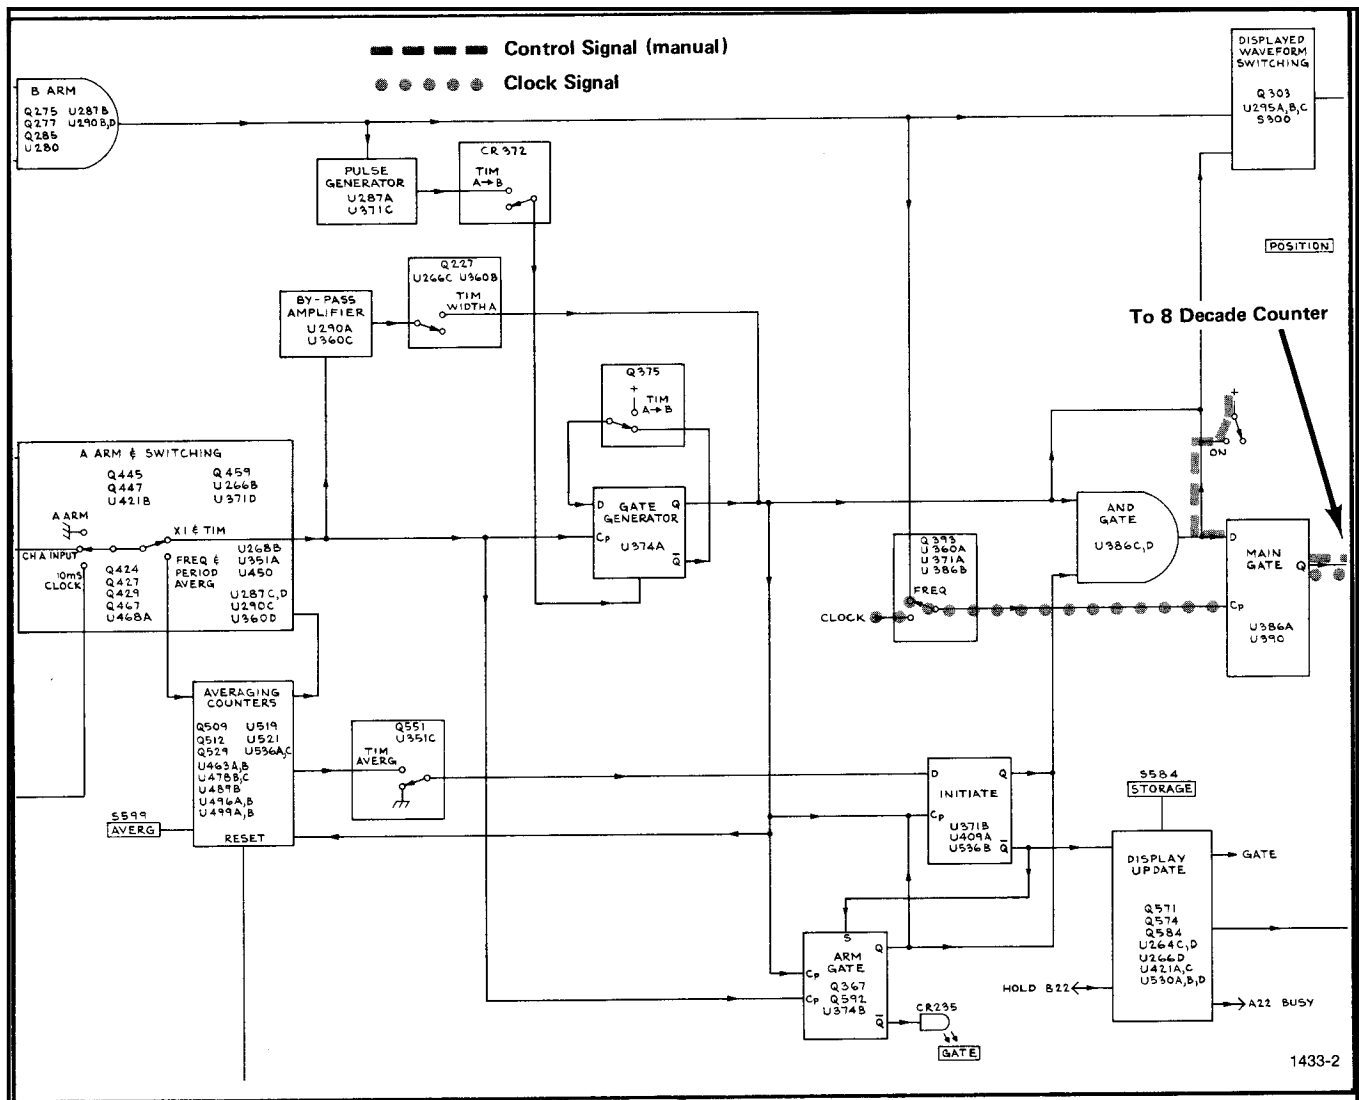 Control Signal (manual)
Clock Signal
DISPLAYED
WAVEFORM
SWITCHING
Q303
U295A,B,C
S300
B ARM
Q275 U287B
Q277 U290B,D
Q285
U280
PULSE
GENERATOR
U287A
U371C
CR372
TIM
A→B
POSITION
Q227
U266C U360B
TIM
WIDTH A
BY-PASS
AMPLIFIER
U290A
U360C
To 8 Decade Counter
Q375
+
TIM
A→B
+
ON
A ARM & SWITCHING
Q445 Q459
Q447 U266B
U421B U371D
A ARM
X1 & TIM
CH A INPUT
10mS
CLOCK
FREQ &
PERIOD
AVERG
U268B
U351A
U450
Q424
Q427
Q429
Q467
U468A
U287C,D
U290C
U360D
D
GATE
GENERATOR
Q
Cp
U374A
Q
AND
GATE
U386C,D
Q393
U360A
U371A
U386B
FREQ
CLOCK
D
MAIN
GATE
Q
Cp
U386A
U390
AVERAGING
COUNTERS
Q509 U519
Q512 U521
Q529 U536A,C
U463A,B
U478B,C
U489B
U496A,B
U499A,B
RESET
S599
AVERG
Q551
U351C
TIM
AVERG
D
Q
INITIATE
Cp
U371B
U409A
U536B
Q
S584
STORAGE
DISPLAY
UPDATE
GATE
Q571
Q574
Q584
U264C,D
U266D
U421A,C
U530A,B,D
HOLD B22
A22 BUSY
S
Q
ARM
GATE
Cp
Q367
Q592
U374B
Cp
Q
CR235
GATE
1433-2